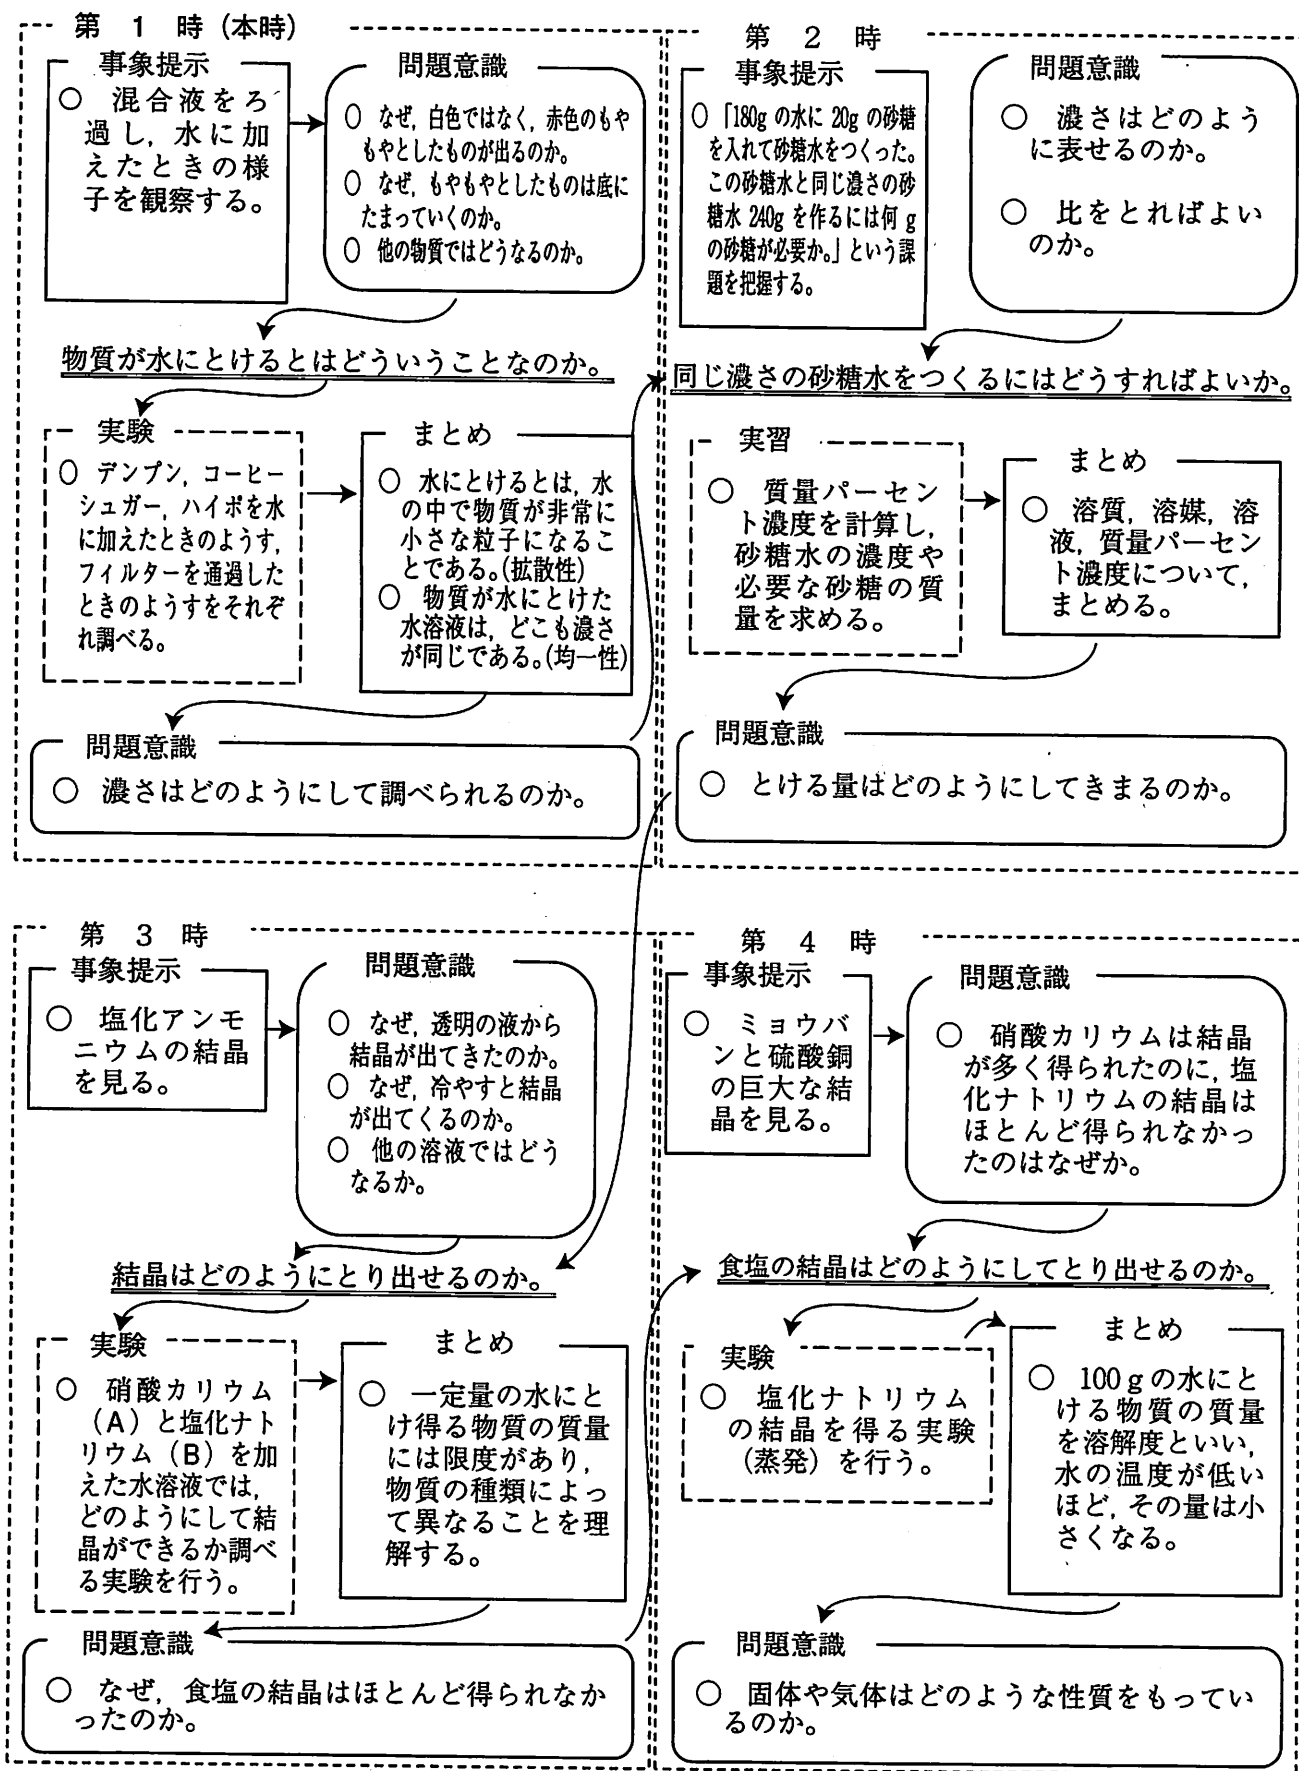 第 1 時 (本時)
事象提示
○ 混合液をろ
過し，水に加
えたときの様
子を観察する。
問題意識
○ なぜ，白色ではなく，赤色のもや
もやとしたものが出るのか。
○ なぜ，もやもやとしたものは底に
たまっていくのか。
○ 他の物質ではどうなるのか。
物質が水にとけるとはどういうことなのか。
実験
○ デンプン，コーヒー
シュガー，ハイポを水
に加えたときのようす，
フィルターを通過した
ときのようすをそれぞ
れ調べる。
まとめ
○ 水にとけるとは，水
の中で物質が非常に
小さな粒子になるこ
とである。(拡散性)
○ 物質が水にとけた
水溶液は，どこも濃さ
が同じである。(均一性)
問題意識
○ 濃さはどのようにして調べられるのか。
第 2 時
事象提示
○ 「180gの水に20gの砂糖
を入れて砂糖水をつくった。
この砂糖水と同じ濃さの砂
糖水240gを作るには何g
の砂糖が必要か。」という課
題を把握する。
問題意識
○ 濃さはどのよう
に表せるのか。
○ 比をとればよい
のか。
同じ濃さの砂糖水をつくるにはどうすればよいか。
実習
○ 質量パーセン
ト濃度を計算し，
砂糖水の濃度や
必要な砂糖の質
量を求める。
まとめ
○ 溶質，溶媒，溶
液，質量パーセン
ト濃度について，
まとめる。
問題意識
○ とける量はどのようにしてきまるのか。
第 3 時
事象提示
○ 塩化アンモ
ニウムの結晶
を見る。
問題意識
○ なぜ，透明の液から
結晶が出てきたのか。
○ なぜ，冷やすと結晶
が出てくるのか。
○ 他の溶液ではどう
なるか。
結晶はどのようにとり出せるのか。
実験
○ 硝酸カリウム
(A) と塩化ナト
リウム (B) を加
えた水溶液では，
どのようにして結
晶ができるか調べ
る実験を行う。
まとめ
○ 一定量の水にと
け得る物質の質量
には限度があり，
物質の種類によっ
て異なることを理
解する。
問題意識
○ なぜ，食塩の結晶はほとんど得られなか
ったのか。
第 4 時
事象提示
○ ミョウバ
ンと硫酸銅
の巨大な結
晶を見る。
問題意識
○ 硝酸カリウムは結晶
が多く得られたのに，塩
化ナトリウムの結晶は
ほとんど得られなかっ
たのはなぜか。
食塩の結晶はどのようにしてとり出せるのか。
実験
○ 塩化ナトリウム
の結晶を得る実験
(蒸発) を行う。
まとめ
○ 100gの水にと
ける物質の質量
を溶解度といい，
水の温度が低い
ほど，その量は小
さくなる。
問題意識
○ 固体や気体はどのような性質をもってい
るのか。